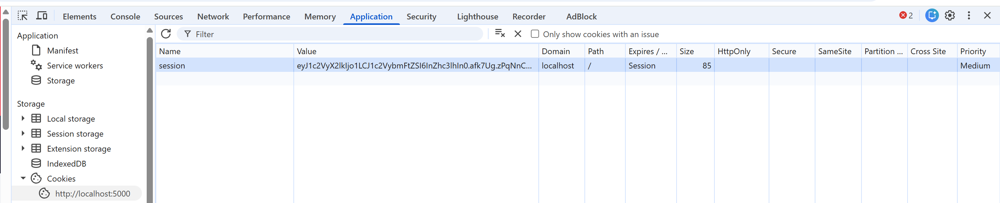 Elements Console Sources Network Performance Memory Application Security Lighthouse Recorder AdBlock 2
Application
Manifest
Service workers
Storage
Storage
Local storage
Session storage
Extension storage
IndexedDB
Cookies
http://localhost:5000
Filter Only show cookies with an issue
Name Value Domain Path Expires / ... Size HttpOnly Secure SameSite Partition ... Cross Site Priority
session eyJ1c2VyX2lkIjo1LCJ1c2VybmFtZSI6InZhc3lhIn0.afk7Ug.zPqNnC... localhost / Session 85 Medium